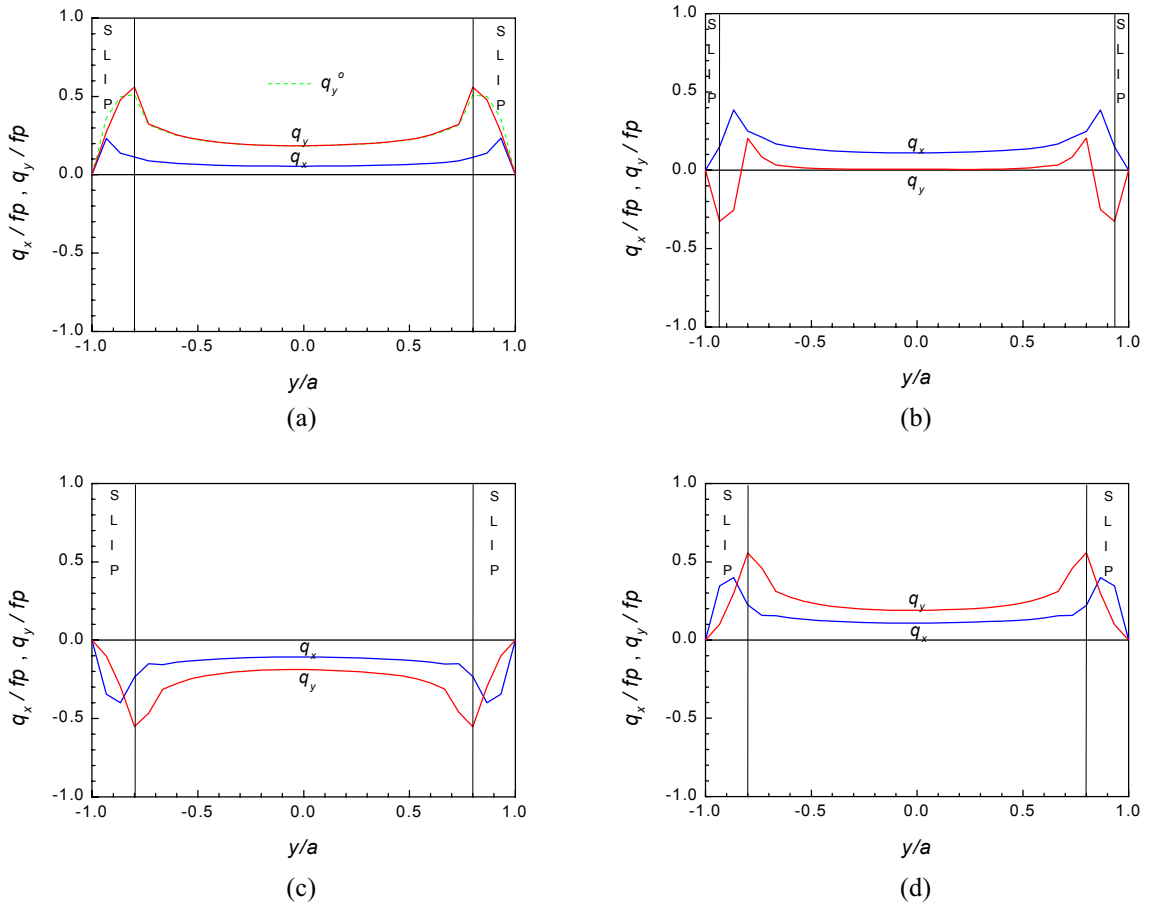 1.0
0.5
0.0
-0.5
-1.0
q_x / fp , q_y / fp
S
L
I
P
S
L
I
P
q_y^o
q_y
q_x
-1.0 -0.5 0.0 0.5 1.0
y/a
(a)
1.0
0.5
0.0
-0.5
-1.0
q_x / fp , q_y / fp
S
L
I
P
S
L
I
P
q_x
q_y
-1.0 -0.5 0.0 0.5 1.0
y/a
(b)
1.0
0.5
0.0
-0.5
-1.0
q_x / fp , q_y / fp
S
L
I
P
S
L
I
P
q_x
q_y
-1.0 -0.5 0.0 0.5 1.0
y/a
(c)
1.0
0.5
0.0
-0.5
-1.0
q_x / fp , q_y / fp
S
L
I
P
S
L
I
P
q_y
q_x
-1.0 -0.5 0.0 0.5 1.0
y/a
(d)